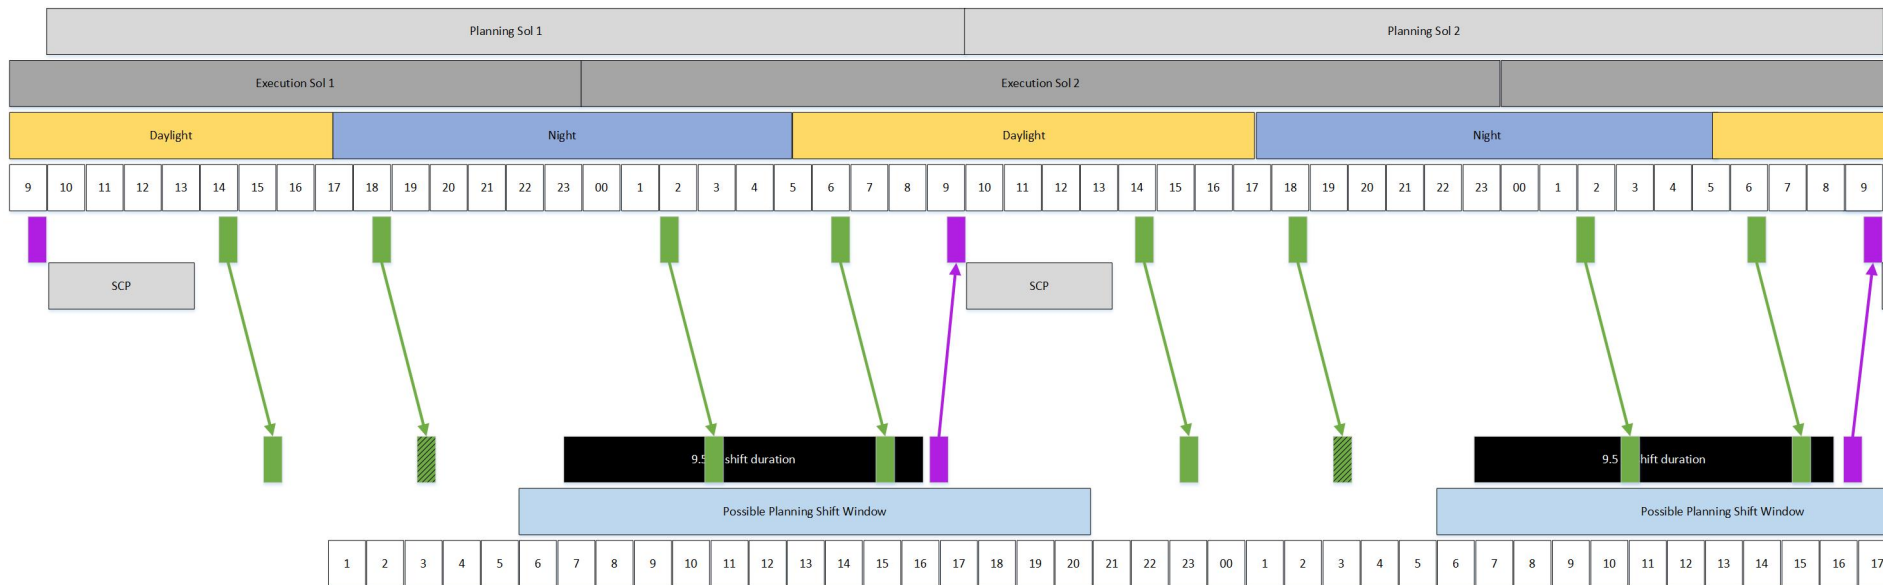 Planning Sol 1 Planning Sol 2
Execution Sol 1 Execution Sol 2
Daylight Night Daylight Night
9 10 11 12 13 14 15 16 17 18 19 20 21 22 23 00 1 2 3 4 5 6 7 8 9 10 11 12 13 14 15 16 17 18 19 20 21 22 23 00 1 2 3 4 5 6 7 8 9
SCP SCP
9.5 shift duration 9.5 hift duration
Possible Planning Shift Window Possible Planning Shift Window
1 2 3 4 5 6 7 8 9 10 11 12 13 14 15 16 17 18 19 20 21 22 23 00 1 2 3 4 5 6 7 8 9 10 11 12 13 14 15 16 17